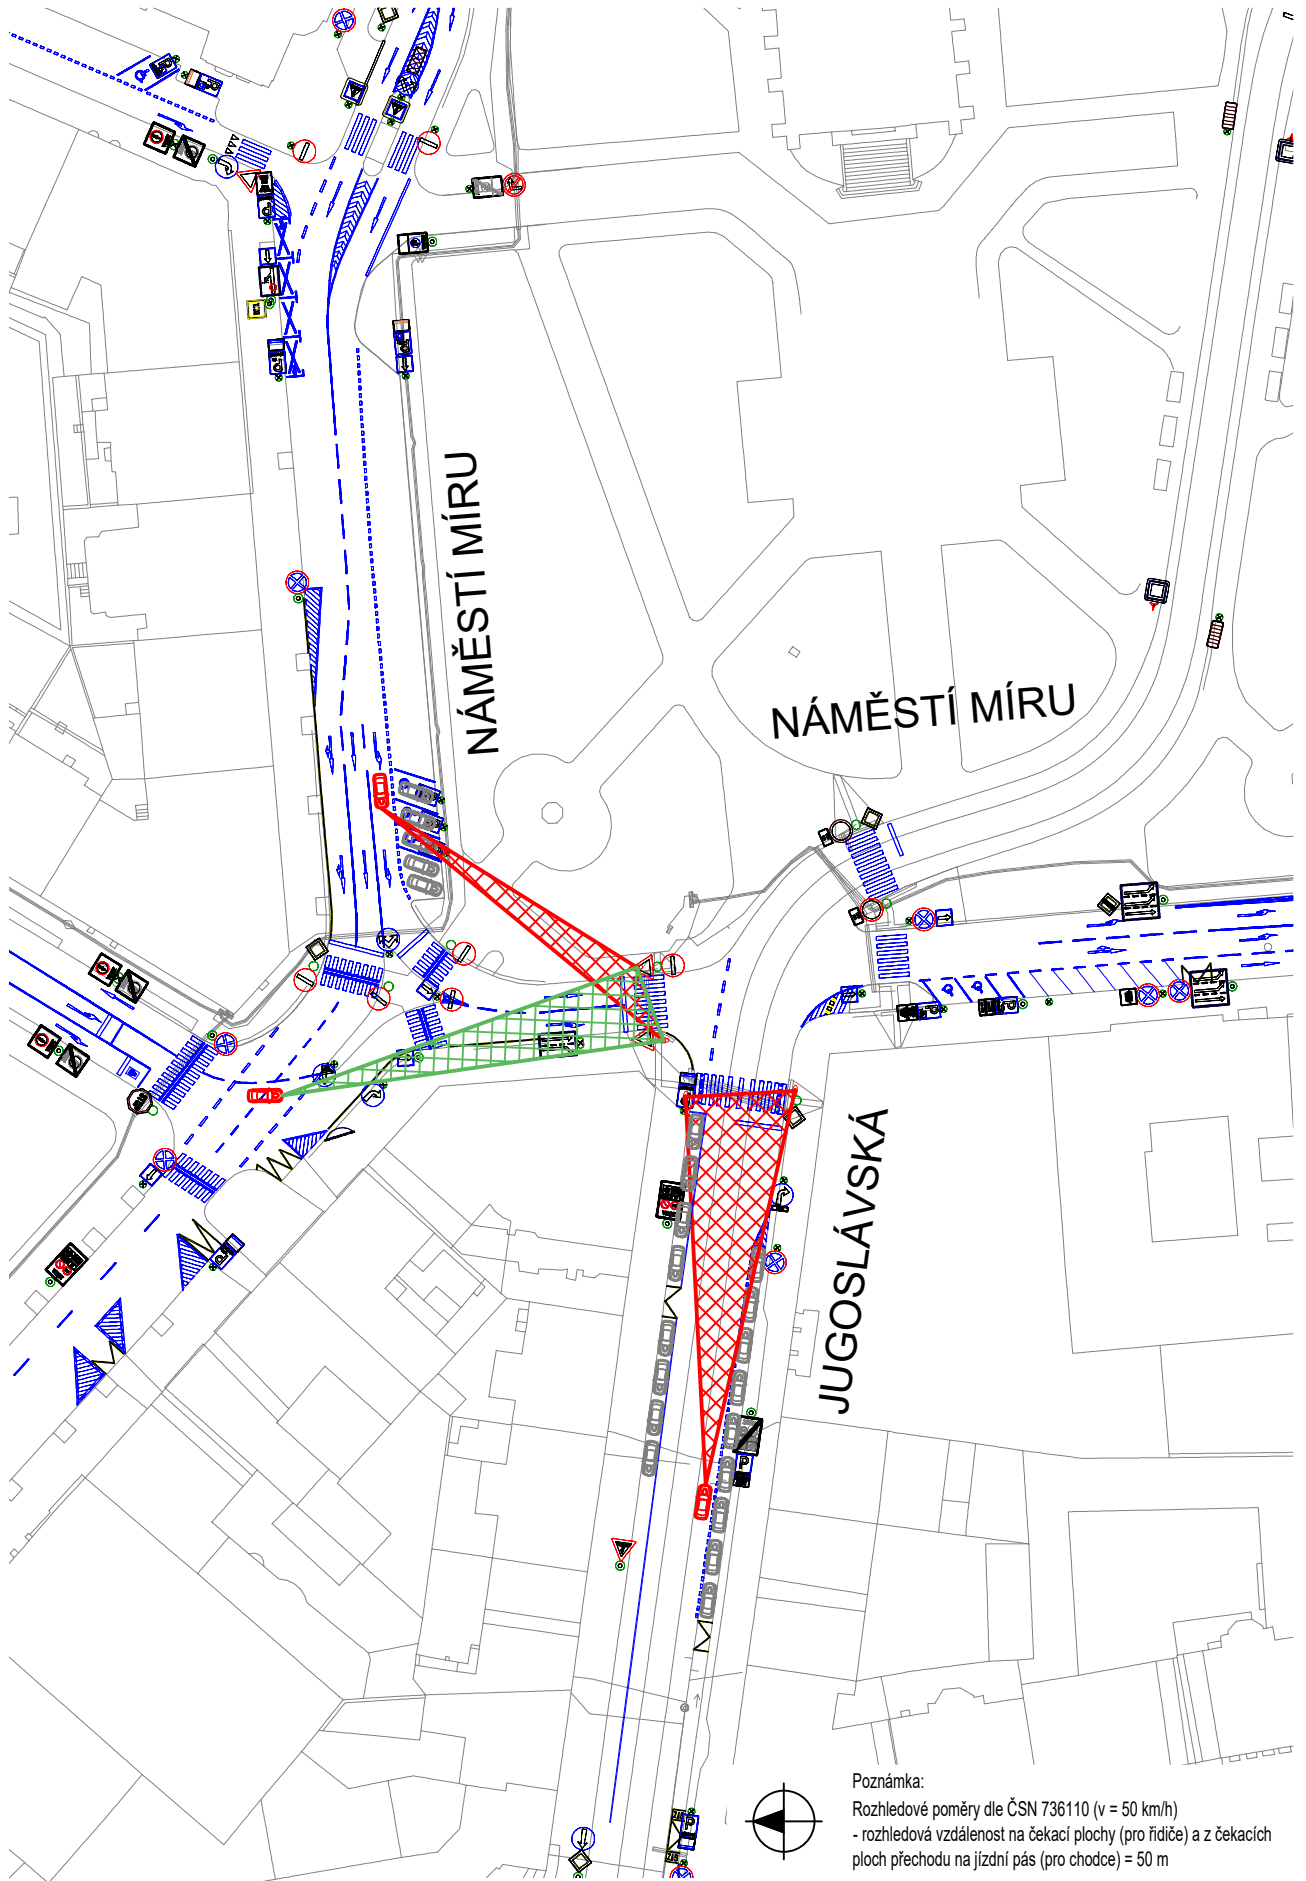 NÁMĚSTÍ MÍRU
NÁMĚSTÍ MÍRU
JUGOSLÁVSKÁ
Poznámka:
Rozhledové poměry dle ČSN 736110 (v = 50 km/h)
- rozhledová vzdálenost na čekací plochy (pro řidiče) a z čekacích
ploch přechodu na jízdní pás (pro chodce) = 50 m